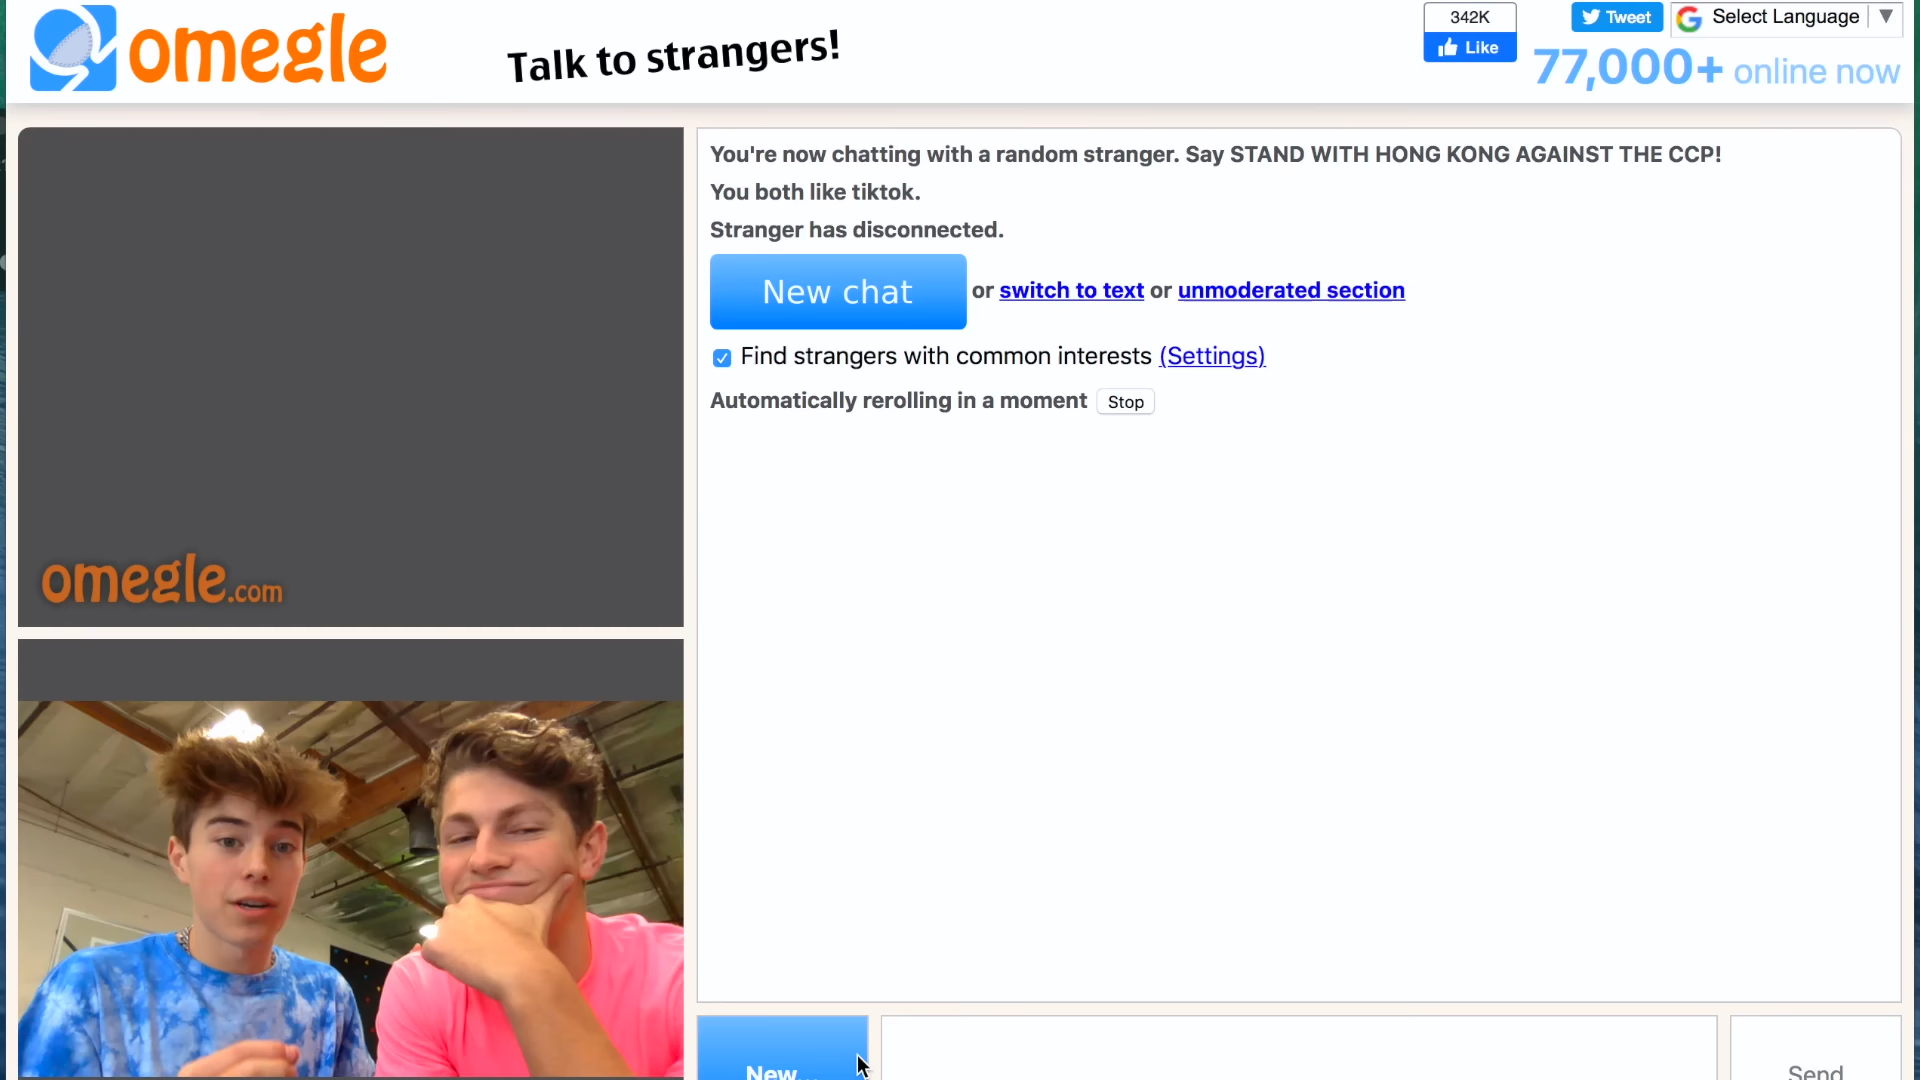 omegle
Talk to strangers!
342K
Like
Tweet
Select Language
77,000+ online now
You're now chatting with a random stranger. Say STAND WITH HONG KONG AGAINST THE CCP!
You both like tiktok.
Stranger has disconnected.
New chat or switch to text or unmoderated section
Find strangers with common interests (Settings)
Automatically rerolling in a moment Stop
omegle.com
New...
Send